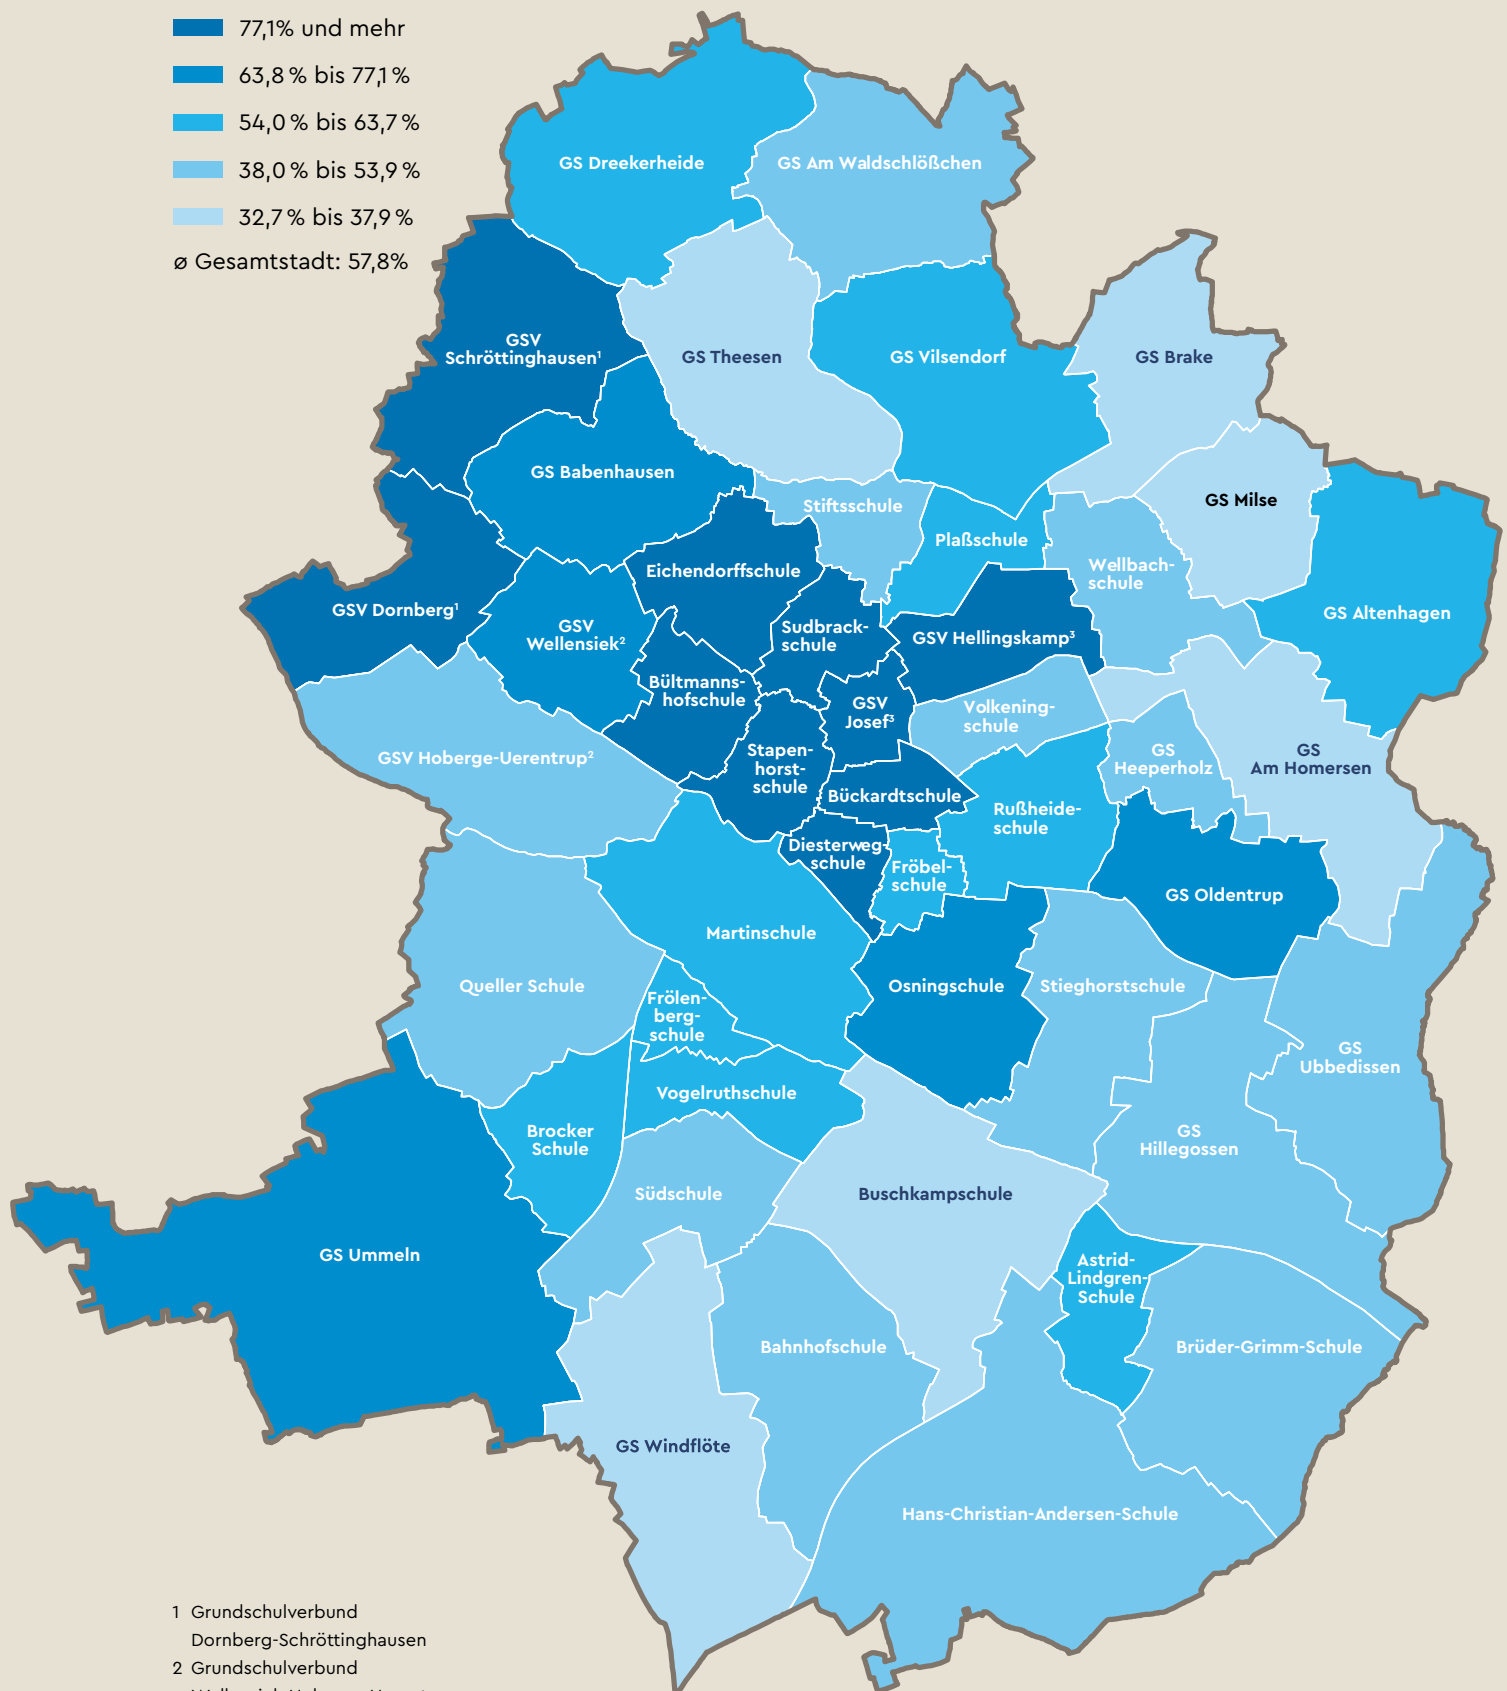 77,1% und mehr
63,8 % bis 77,1 %
54,0 % bis 63,7 %
38,0 % bis 53,9 %
32,7 % bis 37,9 %
ø Gesamtstadt: 57,8%
GS Dreekerheide
GS Am Waldschlößchen
GSV
Schröttinghausen¹
GS Theesen
GS Vilsendorf
GS Brake
GS Babenhausen
Stiftsschule
GS Milse
Plaßschule
Eichendorffschule
Wellbach-
schule
GSV Dornberg¹
GSV
Wellensiek²
Sudbrack-
schule
GSV Hellingskamp³
GS Altenhagen
Bültmanns-
hofschule
GSV
Josef³
Volkening-
schule
GSV Hoberge-Uerentrup²
Stapen-
horst-
schule
GS
Heeperholz
GS
Am Homersen
Bückardtschule
Rußheide-
schule
Diesterweg-
schule
Fröbel-
schule
GS Oldentrup
Martinschule
Queller Schule
Frölen-
berg-
schule
Osningschule
Stieghorstschule
GS
Ubbedissen
Vogelruthschule
Brocker
Schule
GS
Hillegossen
Südschule
Buschkampschule
GS Ummeln
Astrid-
Lindgren-
Schule
Bahnhofschule
Brüder-Grimm-Schule
GS Windflöte
Hans-Christian-Andersen-Schule
1 Grundschulverbund
Dornberg-Schröttinghausen
2 Grundschulverbund